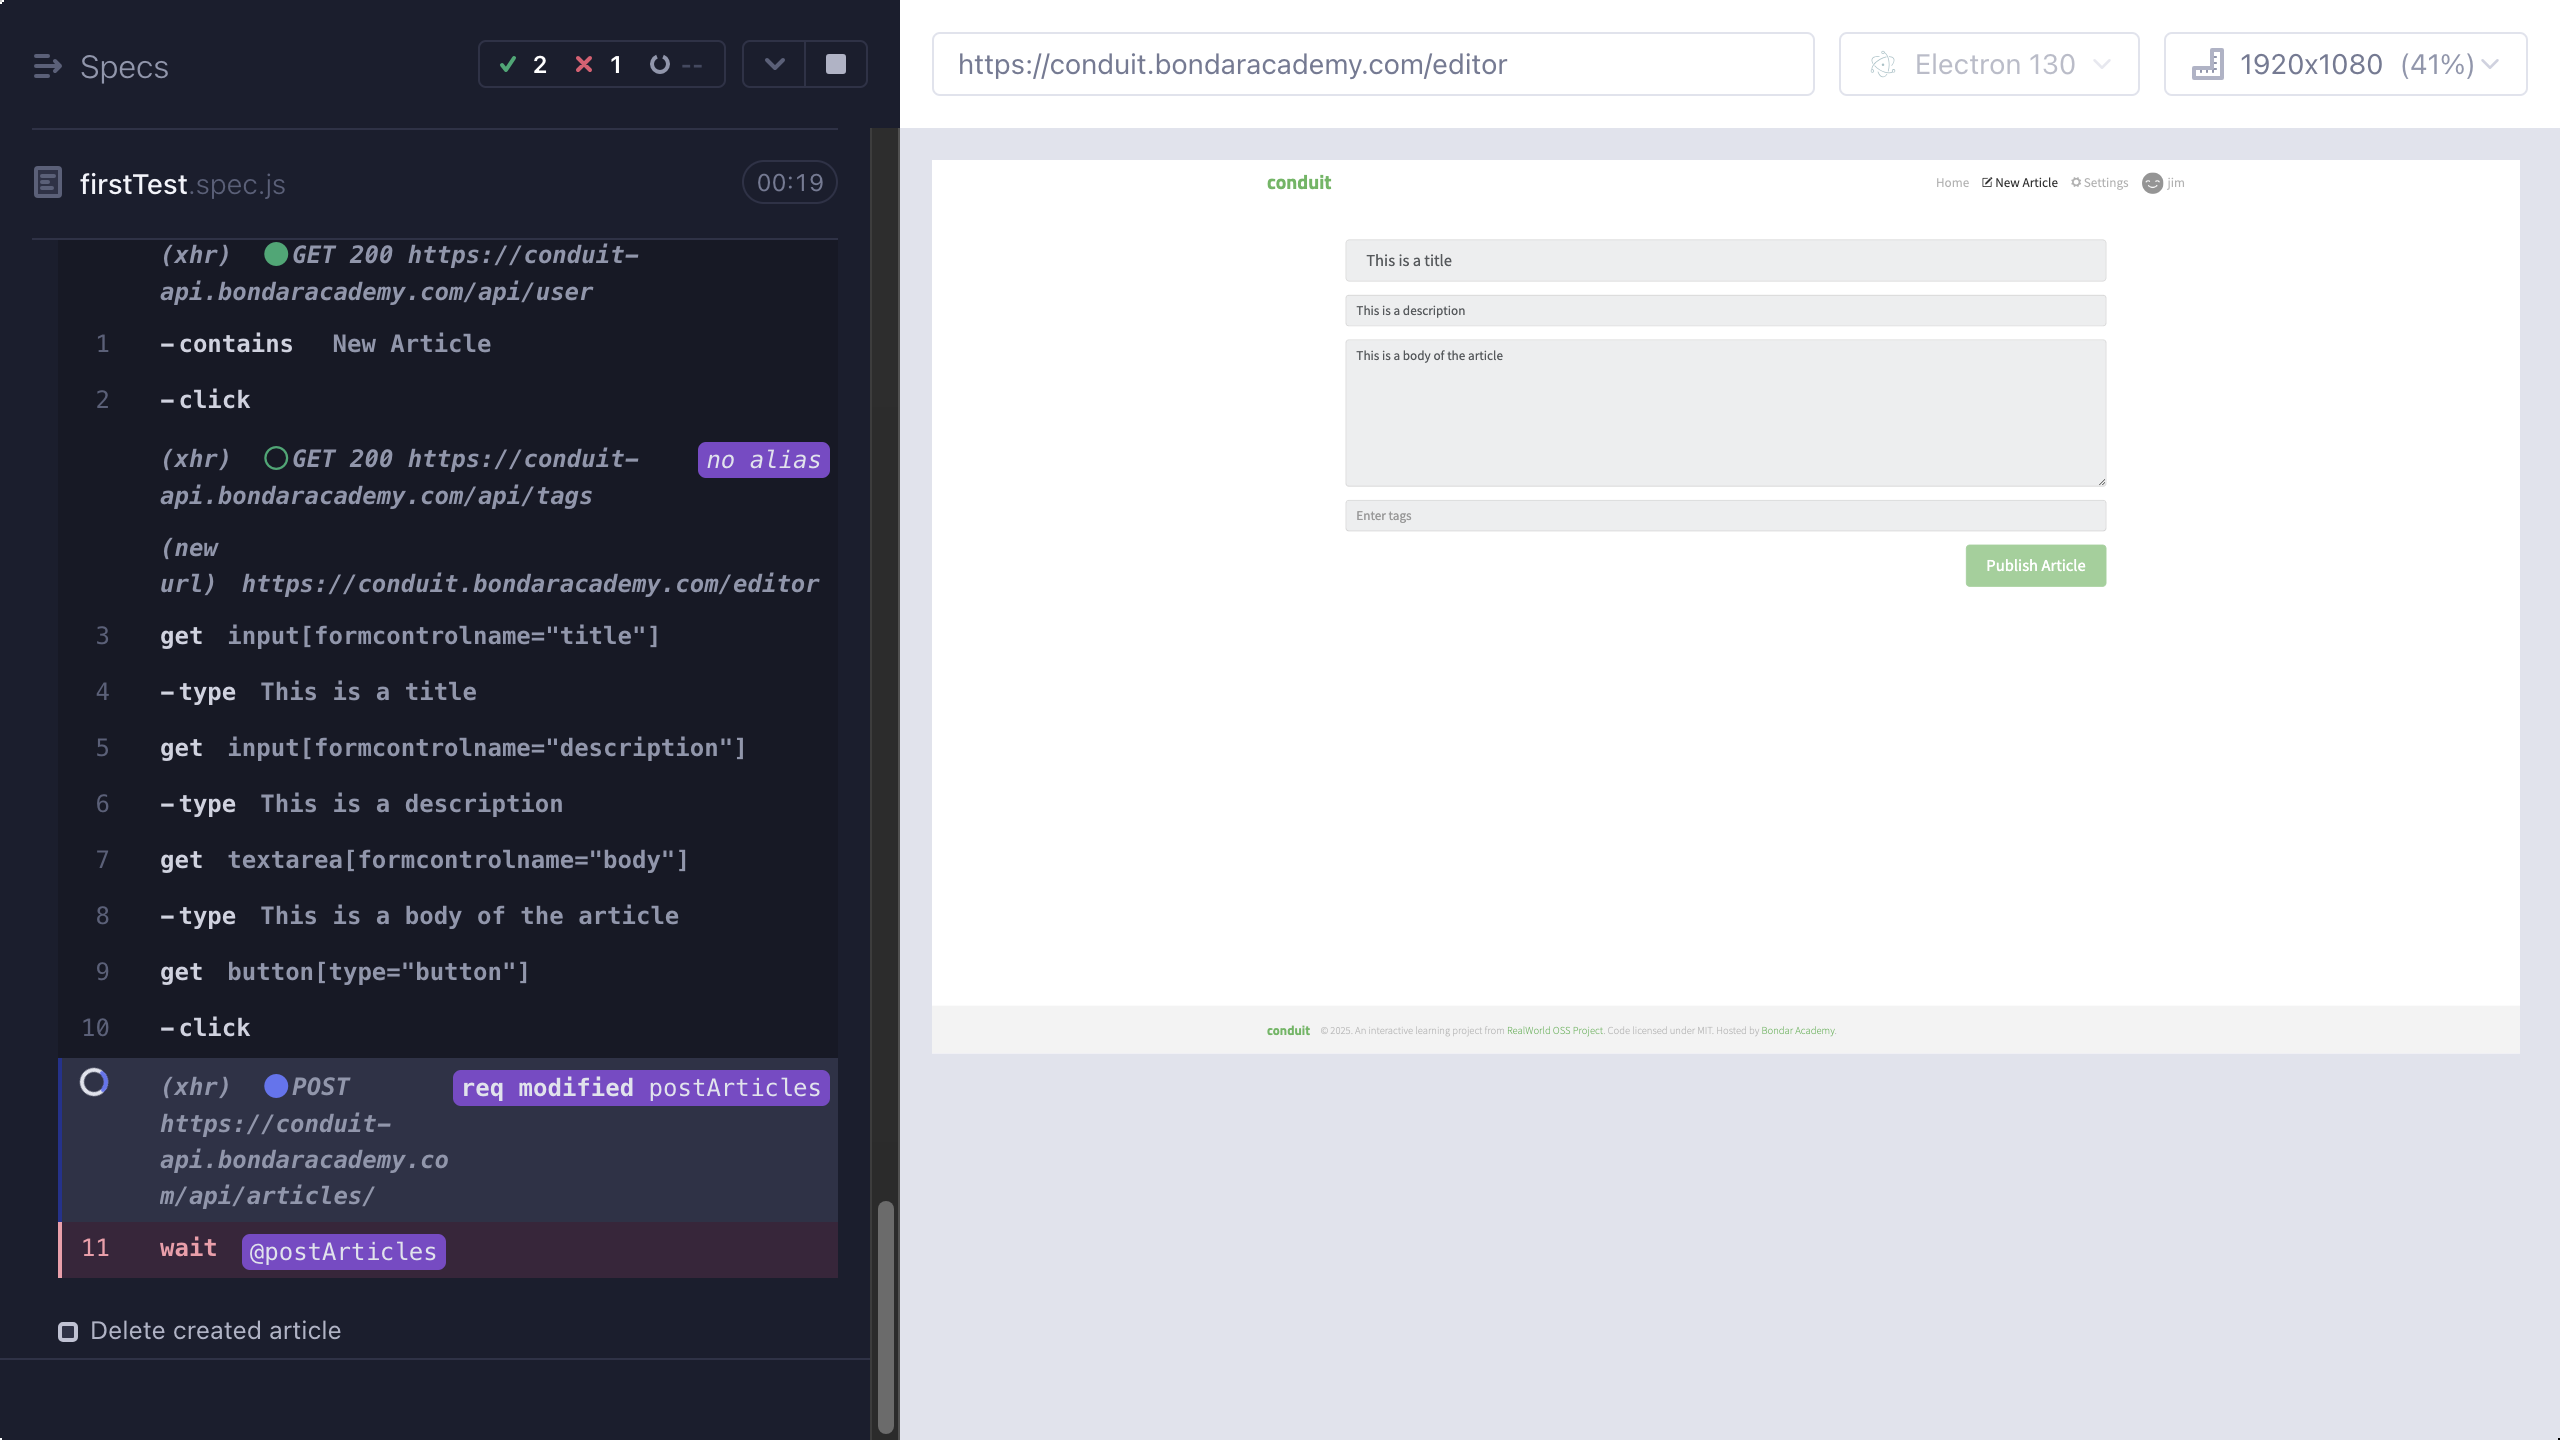 Specs
2 1 --
firstTest.spec.js 00:19
(xhr) GET 200 https://conduit-
api.bondaracademy.com/api/user
1 -contains New Article
2 -click
(xhr) GET 200 https://conduit- no alias
api.bondaracademy.com/api/tags
(new
url) https://conduit.bondaracademy.com/editor
3 get input[formcontrolname="title"]
4 -type This is a title
5 get input[formcontrolname="description"]
6 -type This is a description
7 get textarea[formcontrolname="body"]
8 -type This is a body of the article
9 get button[type="button"]
10 -click
(xhr) POST req modified postArticles
https://conduit-
api.bondaracademy.co
m/api/articles/
11 wait @postArticles
Delete created article
https://conduit.bondaracademy.com/editor Electron 130 1920x1080 (41%)
conduit Home New Article Settings jim
This is a title
This is a description
This is a body of the article
Enter tags
Publish Article
conduit © 2025. An interactive learning project from RealWorld OSS Project. Code licensed under MIT. Hosted by Bondar Academy.